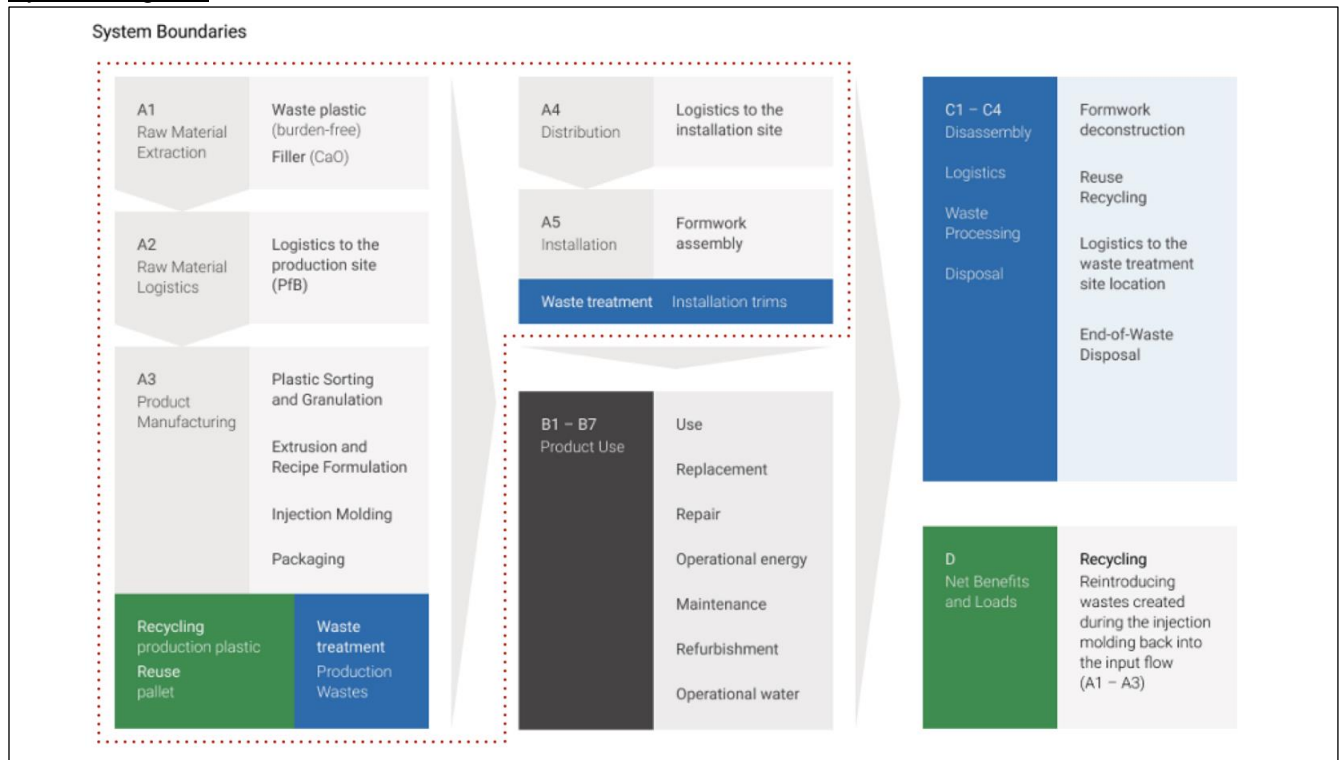 System Boundaries
A1
Raw Material
Extraction
Waste plastic
(burden-free)
Filler (CaO)
A2
Raw Material
Logistics
Logistics to the
production site
(PfB)
A3
Product
Manufacturing
Plastic Sorting
and Granulation
Extrusion and
Recipe Formulation
Injection Molding
Packaging
Recycling
production plastic
Reuse
pallet
Waste
treatment
Production
Wastes
A4
Distribution
Logistics to the
installation site
A5
Installation
Formwork
assembly
Waste treatment Installation trims
B1 – B7
Product Use
Use
Replacement
Repair
Operational energy
Maintenance
Refurbishment
Operational water
C1 – C4
Disassembly
Logistics
Waste
Processing
Disposal
Formwork
deconstruction
Reuse
Recycling
Logistics to the
waste treatment
site location
End-of-Waste
Disposal
D
Net Benefits
and Loads
Recycling
Reintroducing
wastes created
during the injection
molding back into
the input flow
(A1 – A3)